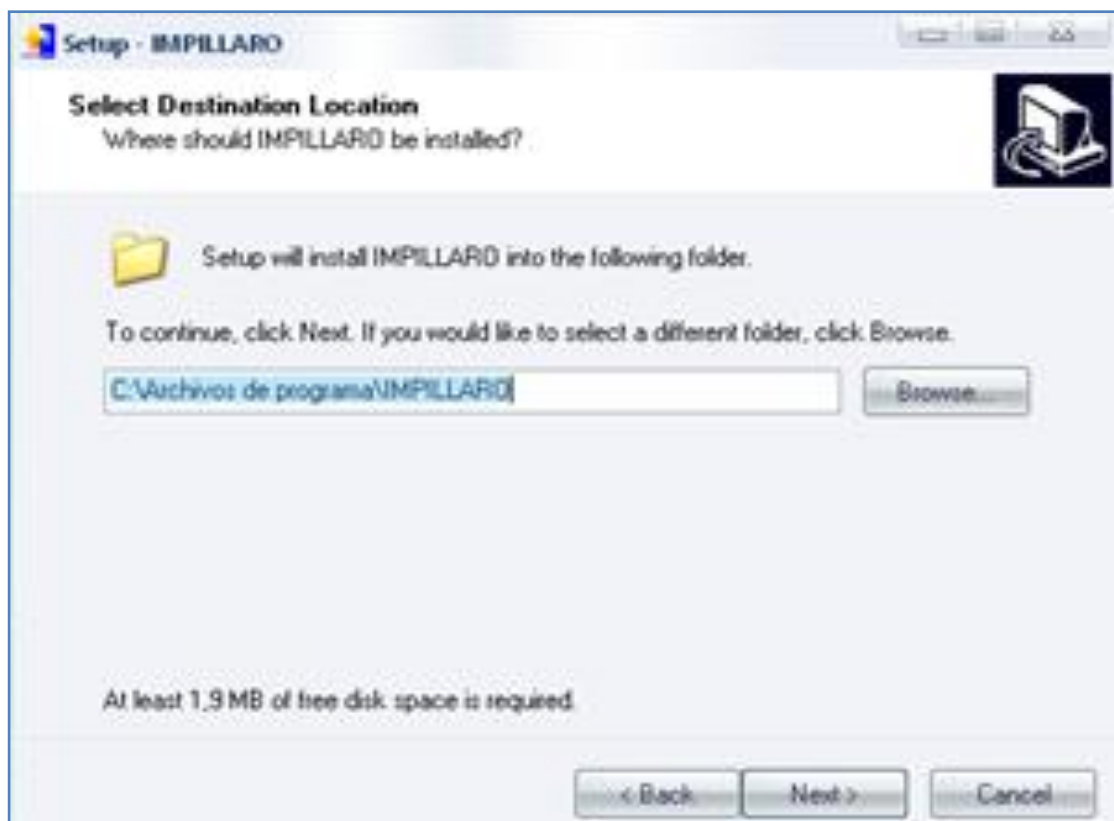 Setup - IMPILLARO
Select Destination Location
Where should IMPILLARO be installed?
Setup will install IMPILLARO into the following folder.
To continue, click Next. If you would like to select a different folder, click Browse.
C:\Archivos de programa\IMPILLARO
Browse...
At least 1,9 MB of free disk space is required.
< Back
Next >
Cancel